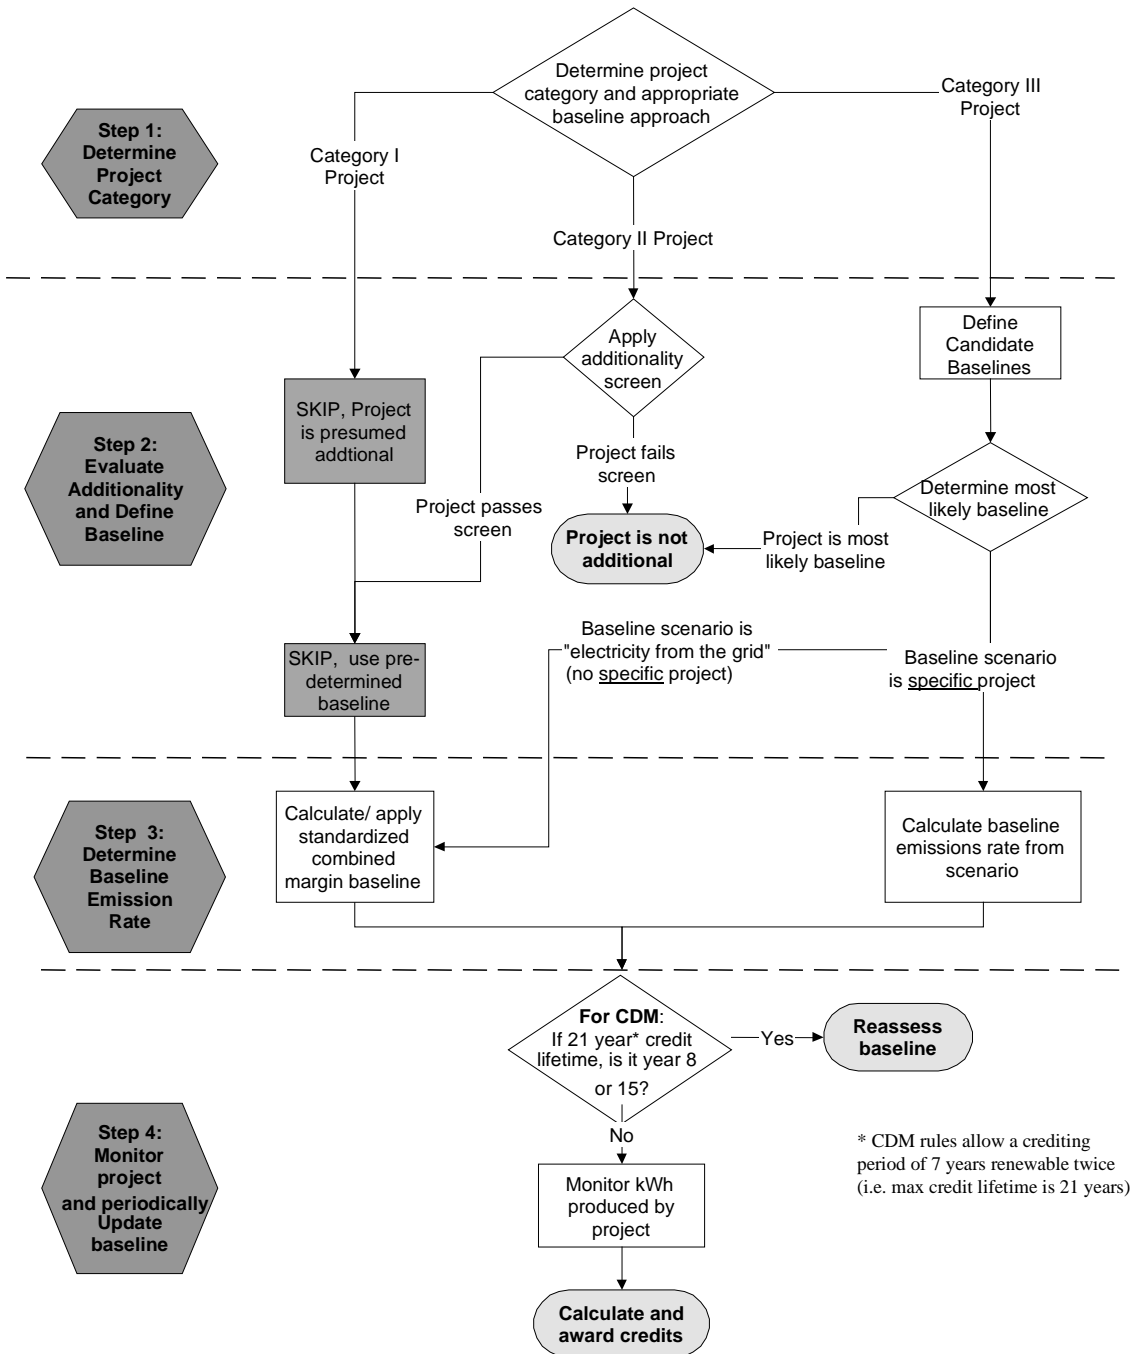 Determine project
category and appropriate
baseline approach
Category III
Project
Step 1:
Determine
Project
Category
Category I
Project
Category II Project
Step 2:
Evaluate
Additionality
and Define
Baseline
SKIP, Project
is presumed
addtional
Apply
additionality
screen
Define
Candidate
Baselines
Project fails
screen
Project passes
screen
Determine most
likely baseline
Project is not
additional
Project is most
likely baseline
SKIP,  use pre-
determined
baseline
Baseline scenario is
"electricity from the grid"
(no specific project)
Baseline scenario
is specific project
Step  3:
Determine
Baseline
Emission
Rate
Calculate/ apply
standardized
combined
margin baseline
Calculate baseline
emissions rate from
scenario
For CDM:
If 21 year* credit
lifetime, is it year 8
or 15?
Yes
Reassess
baseline
No
Step 4:
Monitor
project
and periodically
Update
baseline
Monitor kWh
produced by
project
* CDM rules allow a crediting
period of 7 years renewable twice
(i.e. max credit lifetime is 21 years)
Calculate and
award credits